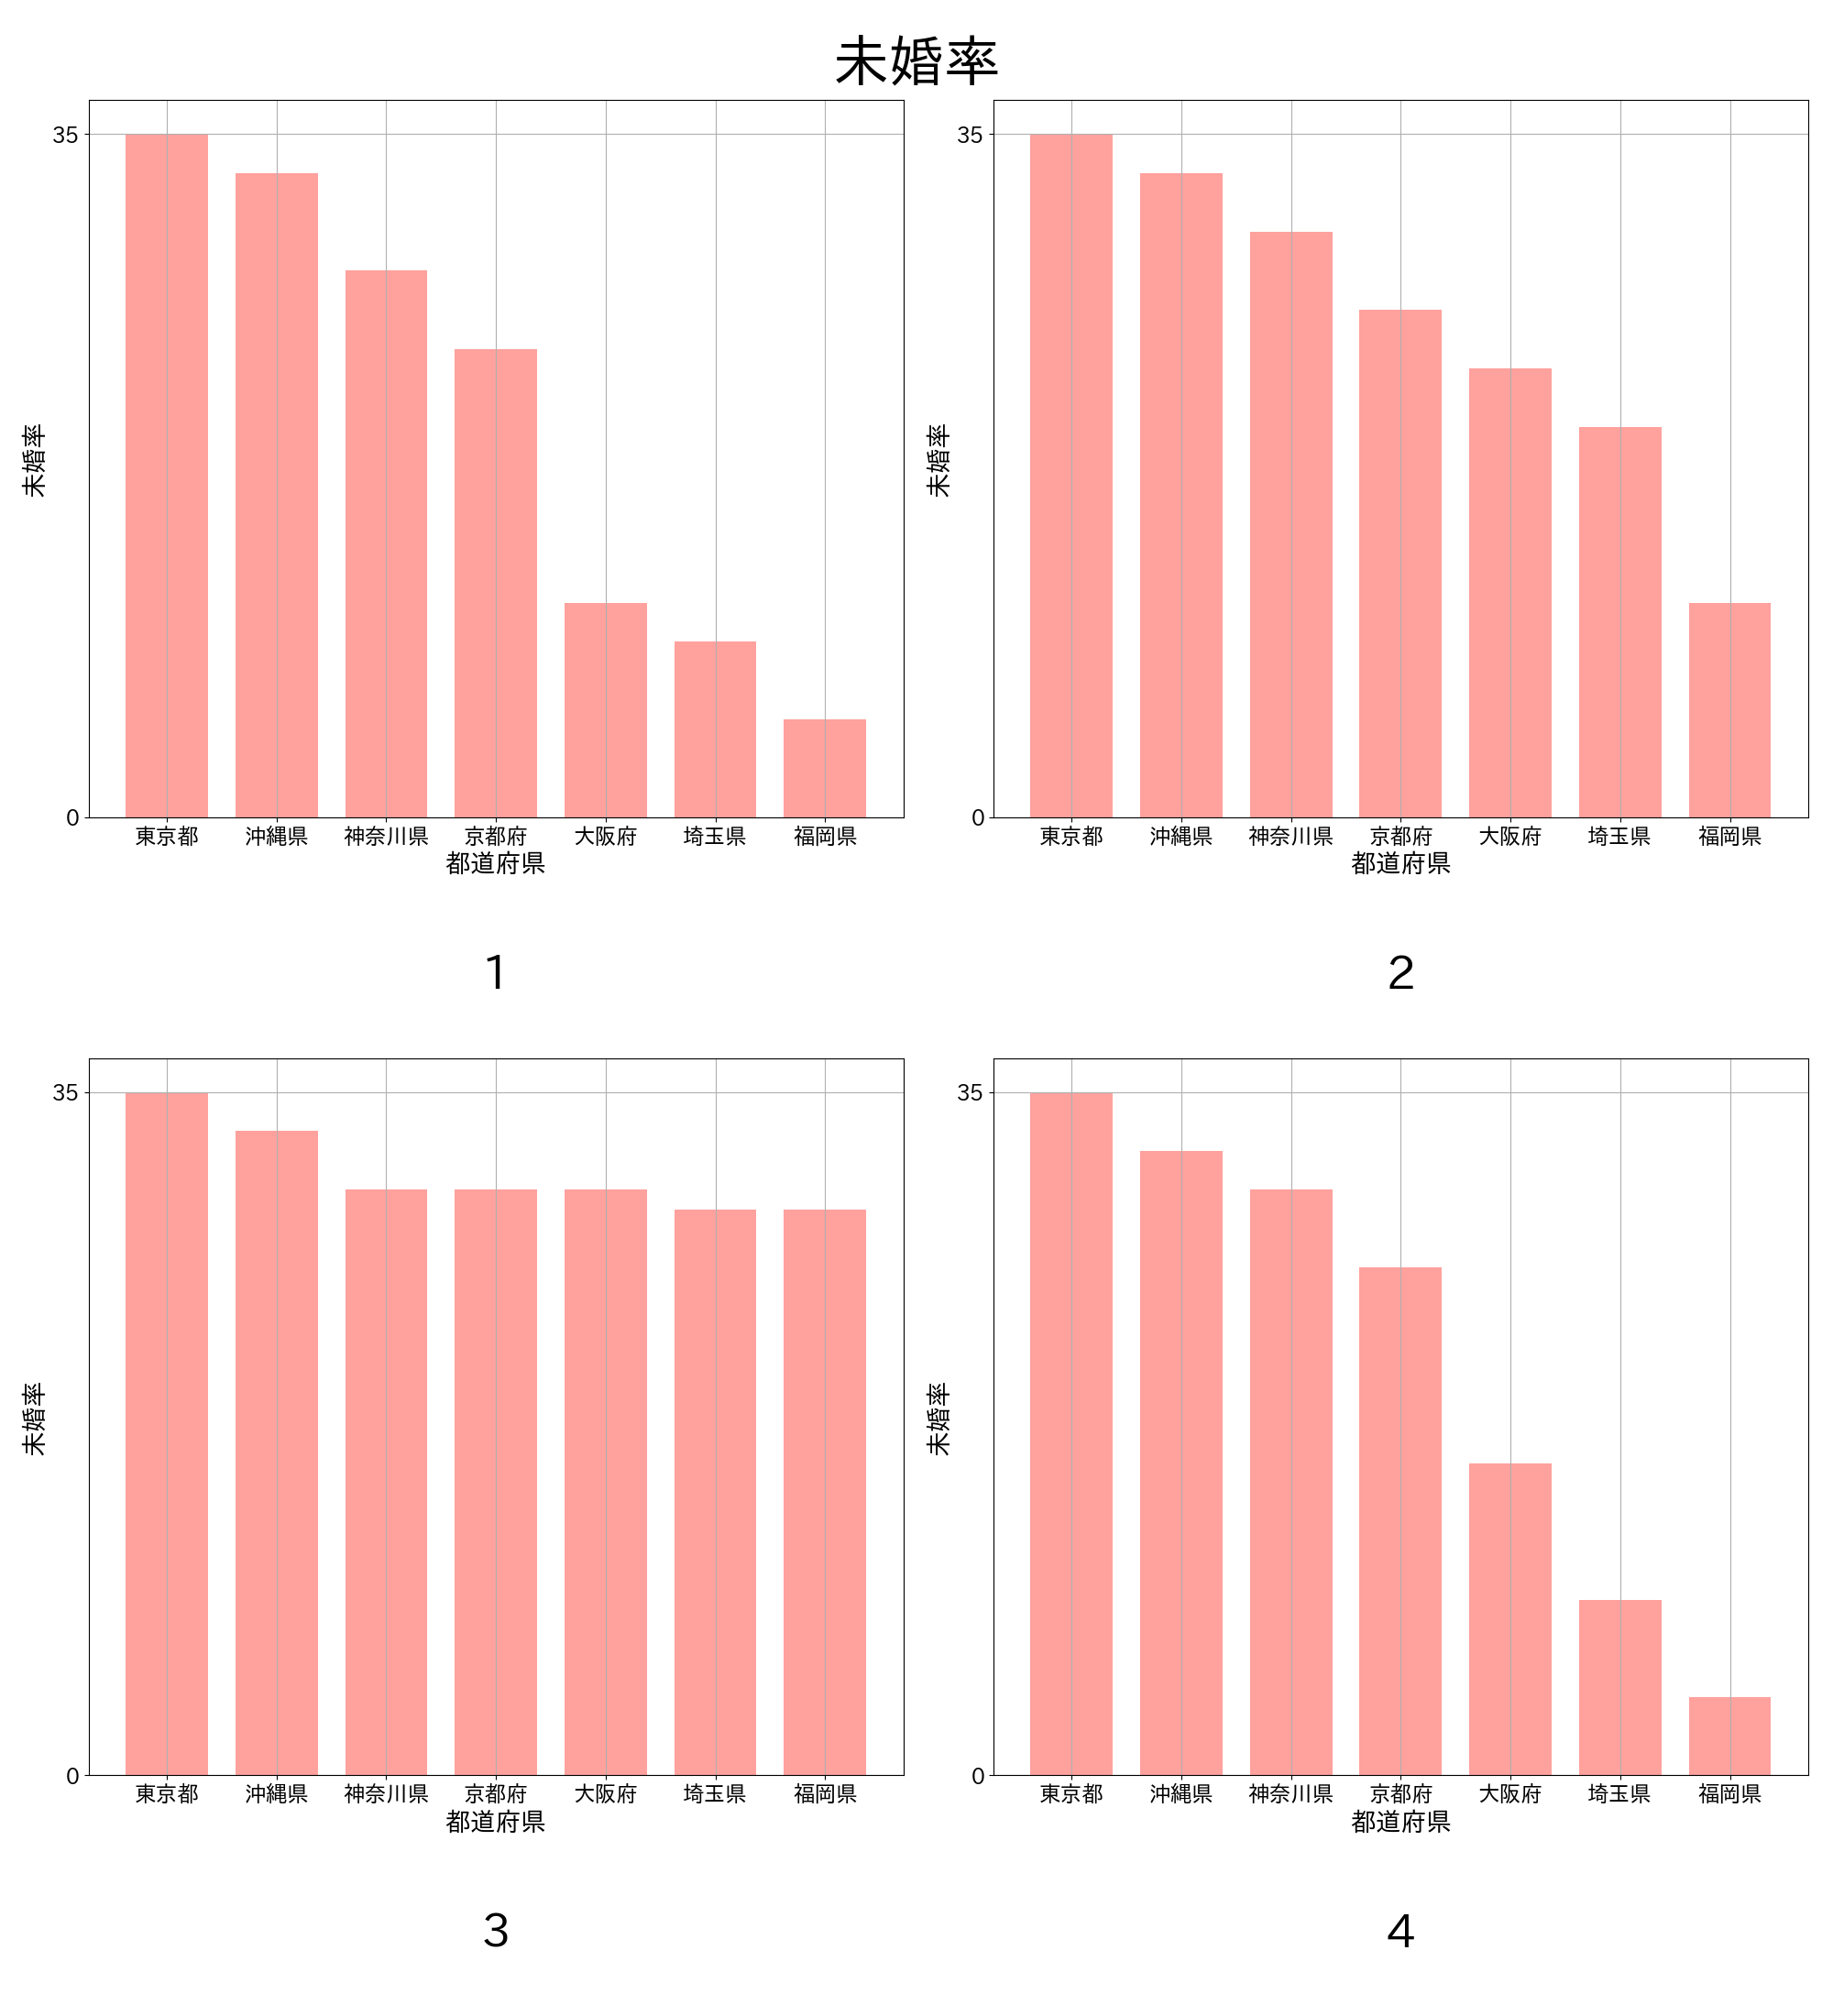 未婚率
35
0
未婚率
東京都 沖縄県 神奈川県 京都府 大阪府 埼玉県 福岡県
都道府県
1
35
0
未婚率
東京都 沖縄県 神奈川県 京都府 大阪府 埼玉県 福岡県
都道府県
2
35
0
未婚率
東京都 沖縄県 神奈川県 京都府 大阪府 埼玉県 福岡県
都道府県
3
35
0
未婚率
東京都 沖縄県 神奈川県 京都府 大阪府 埼玉県 福岡県
都道府県
4